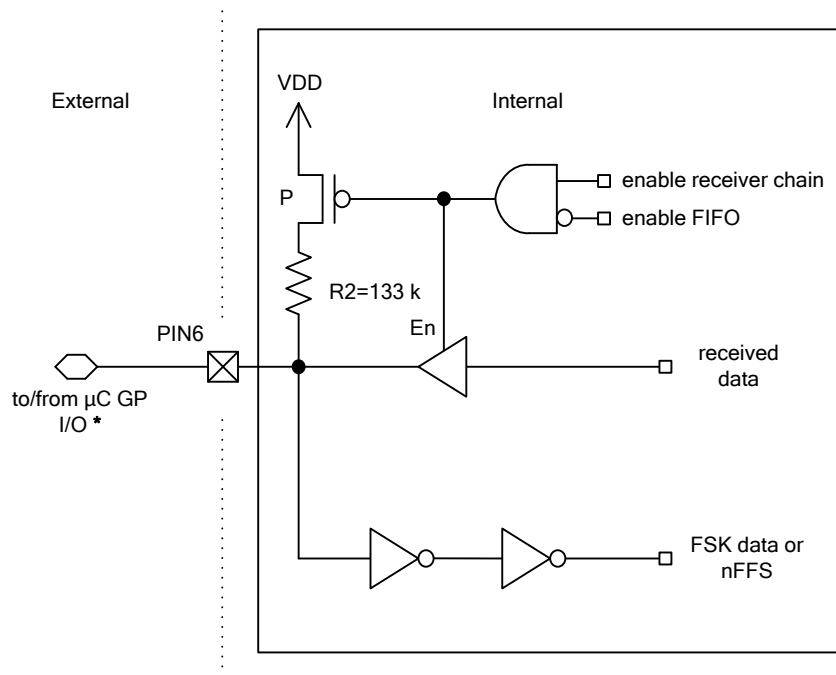 External
Internal
VDD
P
enable receiver chain
enable FIFO
R2=133 k
En
PIN6
received
data
to/from µC GP
I/O *
FSK data or
nFFS